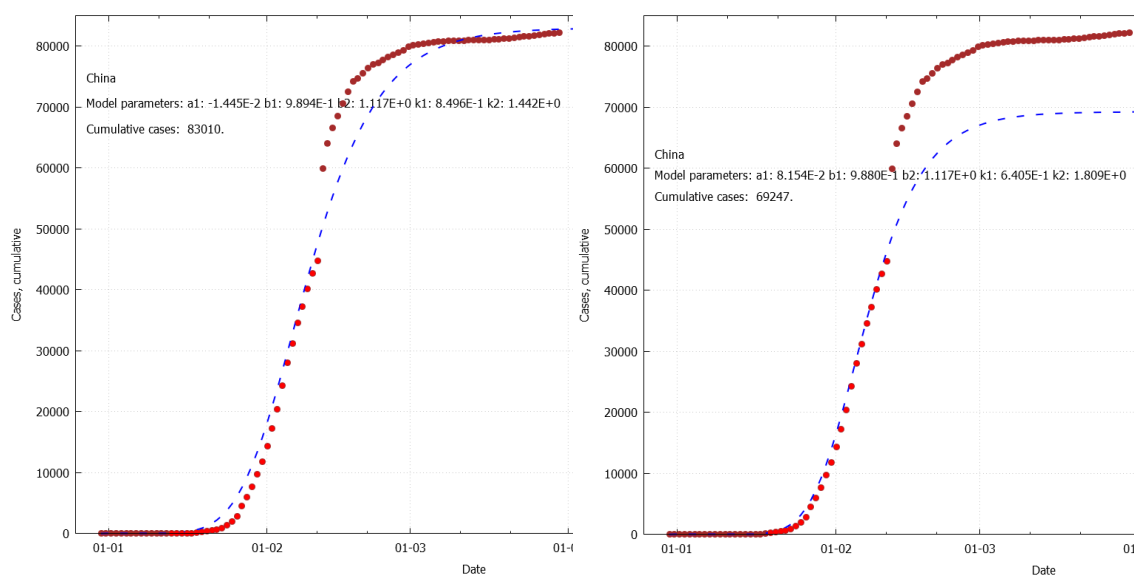 80000
70000
60000
50000
40000
30000
20000
10000
0
Cases, cumulative
China
Model parameters: a1: -1.445E-2 b1: 9.894E-1 b2: 1.117E+0 k1: 8.496E-1 k2: 1.442E+0
Cumulative cases: 83010.
01-01
01-02
01-03
01-0
Date
80000
70000
60000
50000
40000
30000
20000
10000
0
Cases, cumulative
China
Model parameters: a1: 8.154E-2 b1: 9.880E-1 b2: 1.117E+0 k1: 6.405E-1 k2: 1.809E+0
Cumulative cases: 69247.
01-01
01-02
01-03
01
Date